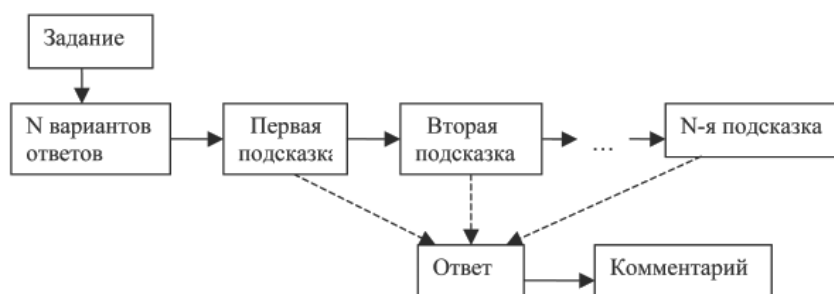 Задание
N вариантов
ответов
Первая
подсказка
Вторая
подсказка
...
N-я подсказка
Ответ
Комментарий